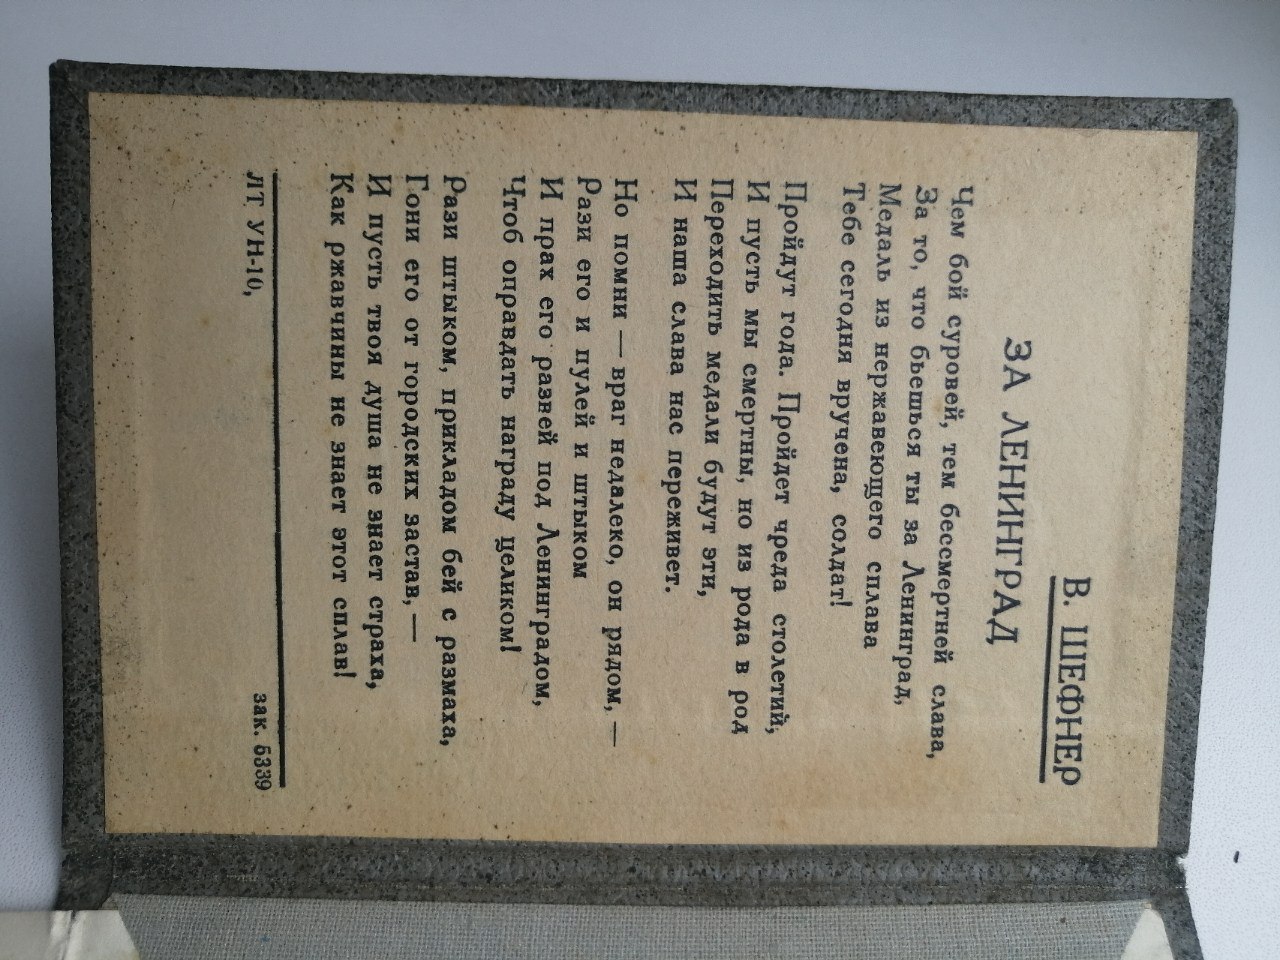 В. ШЕФНЕР
ЗА ЛЕНИНГРАД
Чем бой суровей, тем бессмертней слава,
За то, что бьешься ты за Ленинград,
Медаль из нержавеющего сплава
Тебе сегодня вручена, солдат!
Пройдут года. Пройдет чреда столетий,
И пусть мы смертны, но из рода в род
Переходить медали будут эти,
И наша слава нас переживет.
Но помни — враг недалеко, он рядом, —
Рази его и пулей и штыком
И прах его развей под Ленинградом,
Чтоб оправдать награду целиком!
Рази штыком, прикладом бей с размаха,
Гони его от городских застав, —
И пусть твоя душа не знает страха,
Как ржавчины не знает этот сплав!
ЛТ УН-10, зак. 5339